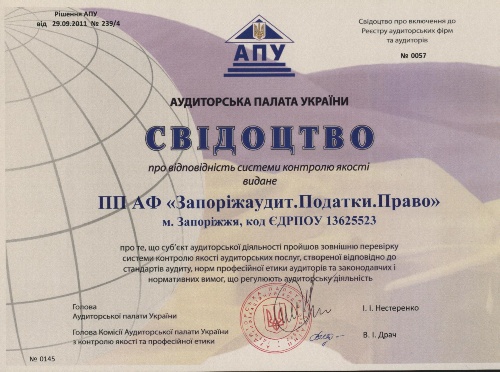 Рішення АПУ
від 29.09.2011 № 239/4
Свідоцтво про включення до
Реєстру аудиторських фірм
та аудиторів
№ 0057
АПУ
АУДИТОРСЬКА ПАЛАТА УКРАЇНИ
СВІДОЦТВО
про відповідність системи контролю якості
видане
ПП АФ «Запоріжаудит.Податки.Право»
м. Запоріжжя, код ЄДРПОУ 13625523
про те, що суб'єкт аудиторської діяльності пройшов зовнішню перевірку
системи контролю якості аудиторських послуг, створеної відповідно до
стандартів аудиту, норм професійної етики аудиторів та законодавчих і
нормативних вимог, що регулюють аудиторську діяльність
Голова
Аудиторської палати України
І. І. Нестеренко
Голова Комісії Аудиторської палати України
з контролю якості та професійної етики
В. І. Драч
№ 0145